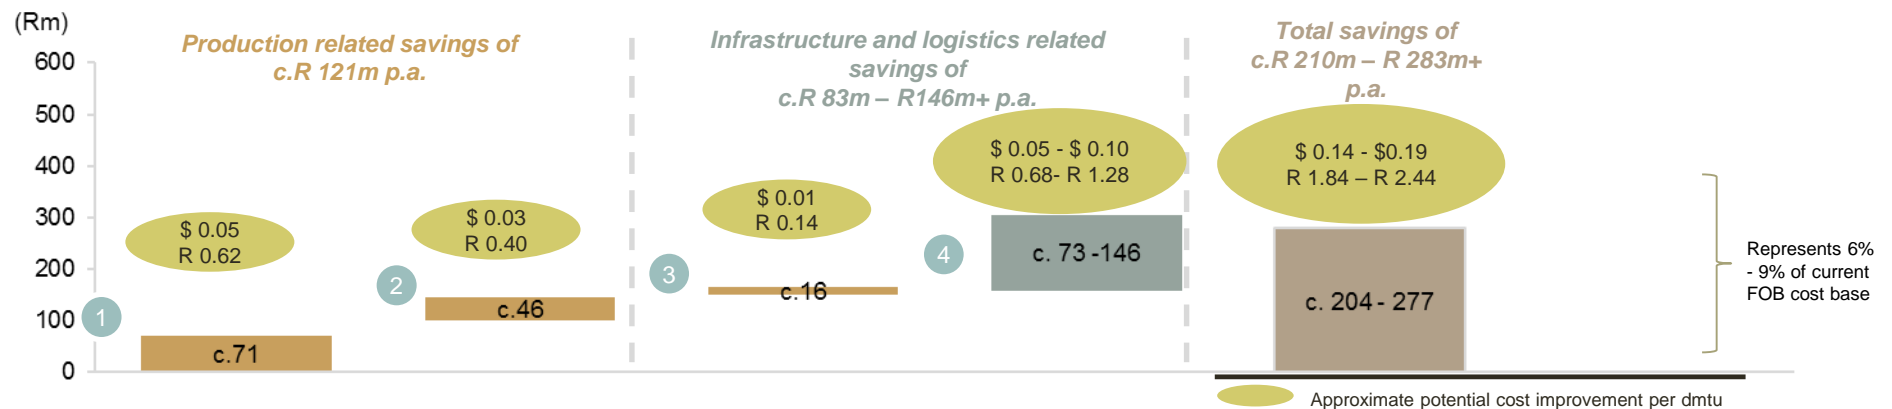 (Rm)
600
500
400
300
200
100
0
Production related savings of
c.R 121m p.a.
$ 0.05
R 0.62
1
c.71
$ 0.03
R 0.40
2
c.46
Infrastructure and logistics related
savings of
c.R 83m – R146m+ p.a.
$ 0.01
R 0.14
3
c.16
$ 0.05 - $ 0.10
R 0.68- R 1.28
4
c. 73 -146
Total savings of
c.R 210m – R 283m+
p.a.
$ 0.14 - $0.19
R 1.84 – R 2.44
c. 204 - 277
Represents 6%
- 9% of current
FOB cost base
Approximate potential cost improvement per dmtu